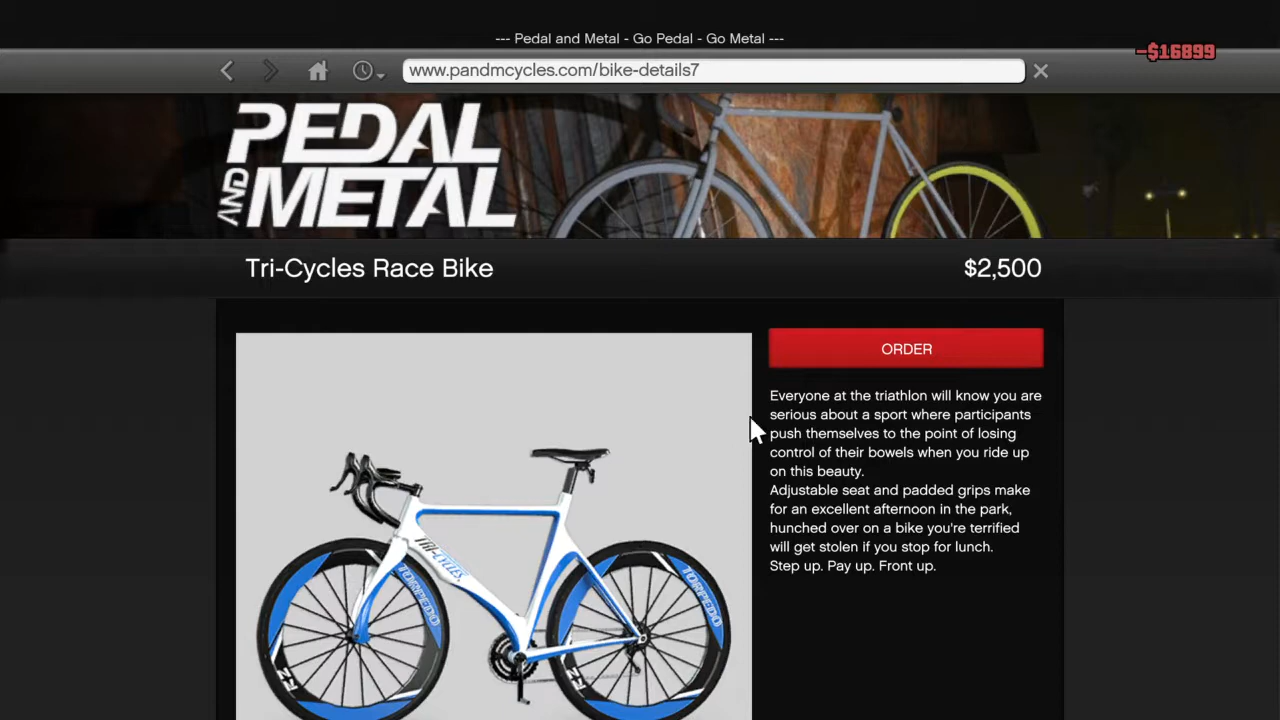 --- Pedal and Metal - Go Pedal - Go Metal ---
-$16899
www.pandmcycles.com/bike-details7
PEDAL
AND
METAL
Tri-Cycles Race Bike
$2,500
ORDER
Everyone at the triathlon will know you are
serious about a sport where participants
push themselves to the point of losing
control of their bowels when you ride up
on this beauty.
Adjustable seat and padded grips make
for an excellent afternoon in the park,
hunched over on a bike you're terrified
will get stolen if you stop for lunch.
Step up. Pay up. Front up.
TRI-
CYCLES
TORPEDO
TORPEDO
RZ
RZ